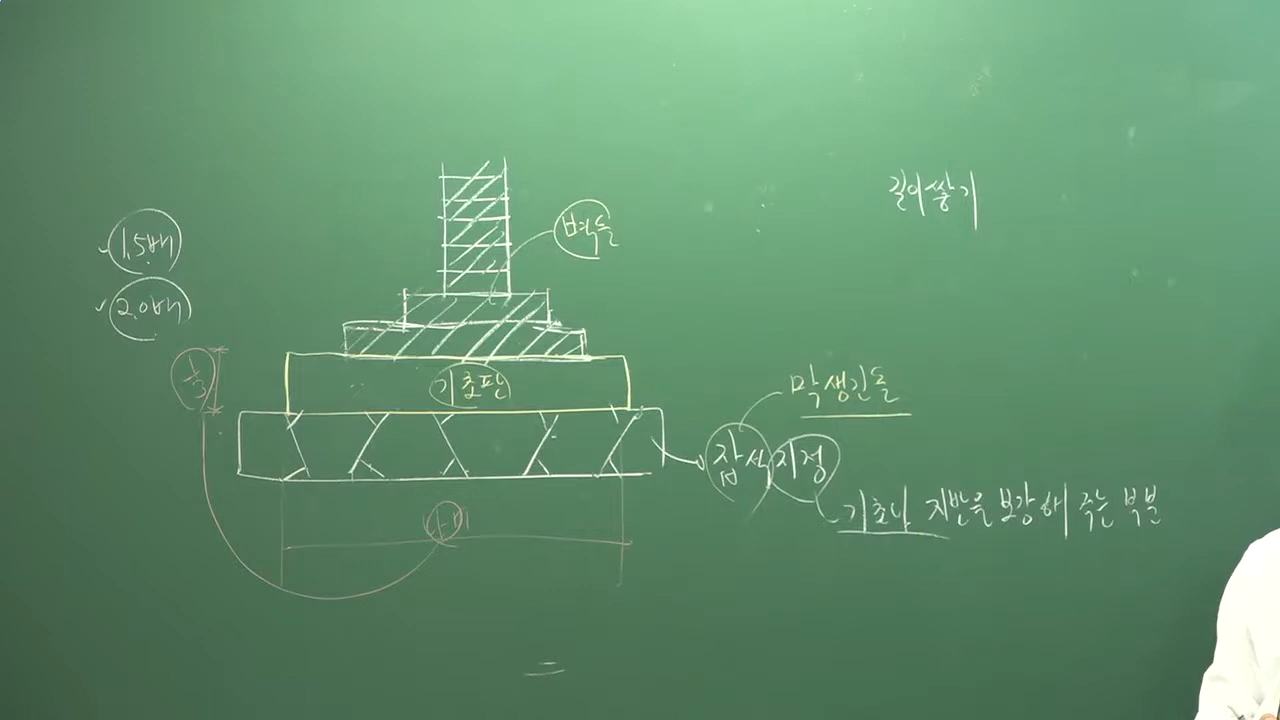 길이쌓기
벽돌
1.5배
2.0배
1/3
기초판
막생긴돌
잡석지정
기초나 지반을 보강해 주는 부분